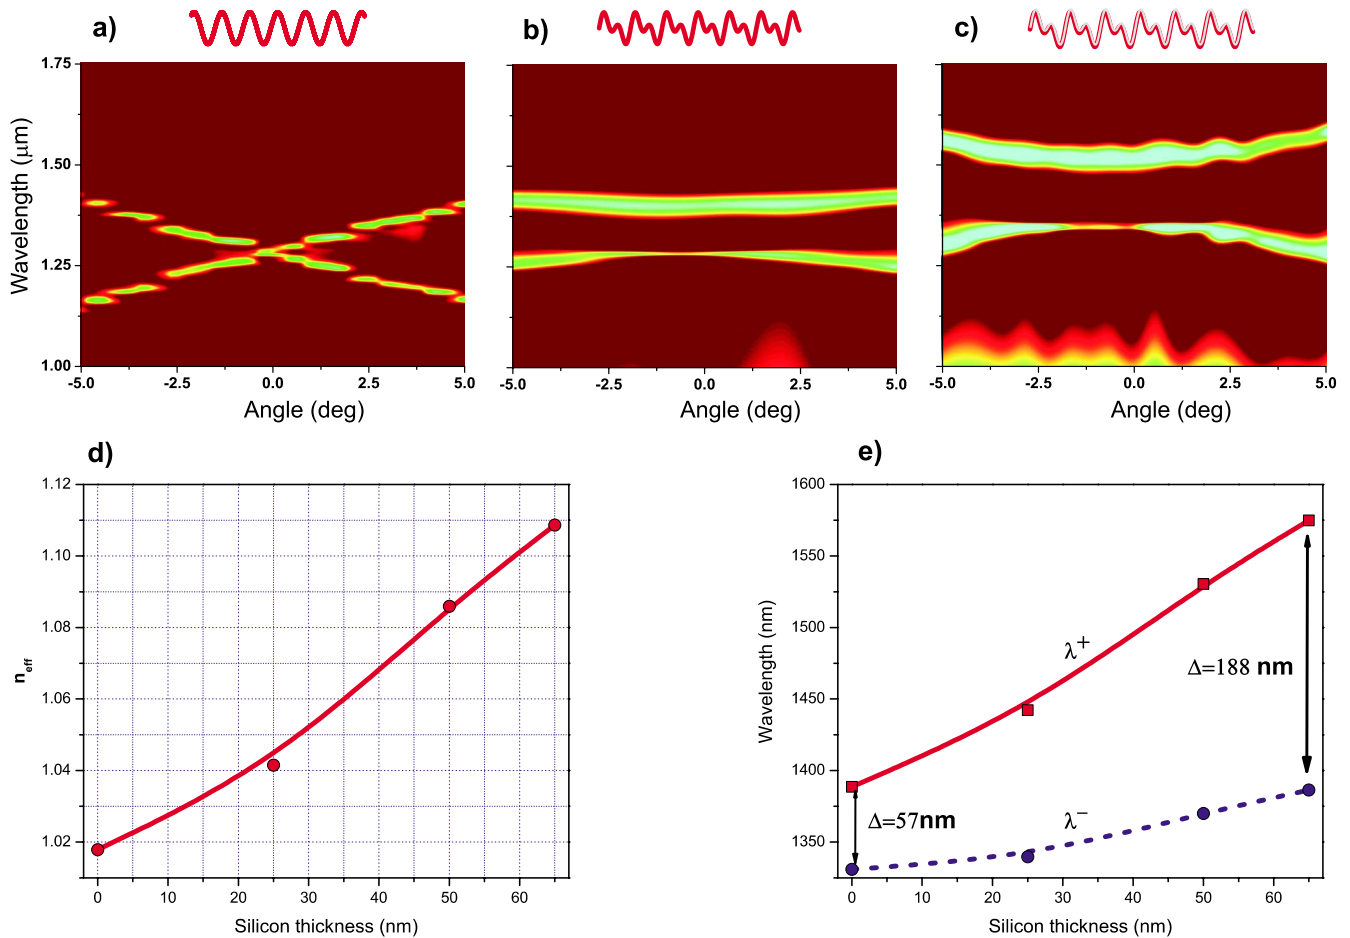 a)
b)
c)
1.75
1.50
1.25
1.00
Wavelength (μm)
-5.0 -2.5 0.0 2.5 5.0
Angle (deg)
-5.0 -2.5 0.0 2.5 5.0
Angle (deg)
-5.0 -2.5 0.0 2.5 5.0
Angle (deg)
d)
1.12
1.10
1.08
1.06
1.04
1.02
n_eff
0 10 20 30 40 50 60
Silicon thickness (nm)
e)
1600
1550
1500
1450
1400
1350
Wavelength (nm)
λ⁺
Δ=188 nm
Δ=57nm
λ⁻
0 10 20 30 40 50 60
Silicon thickness (nm)